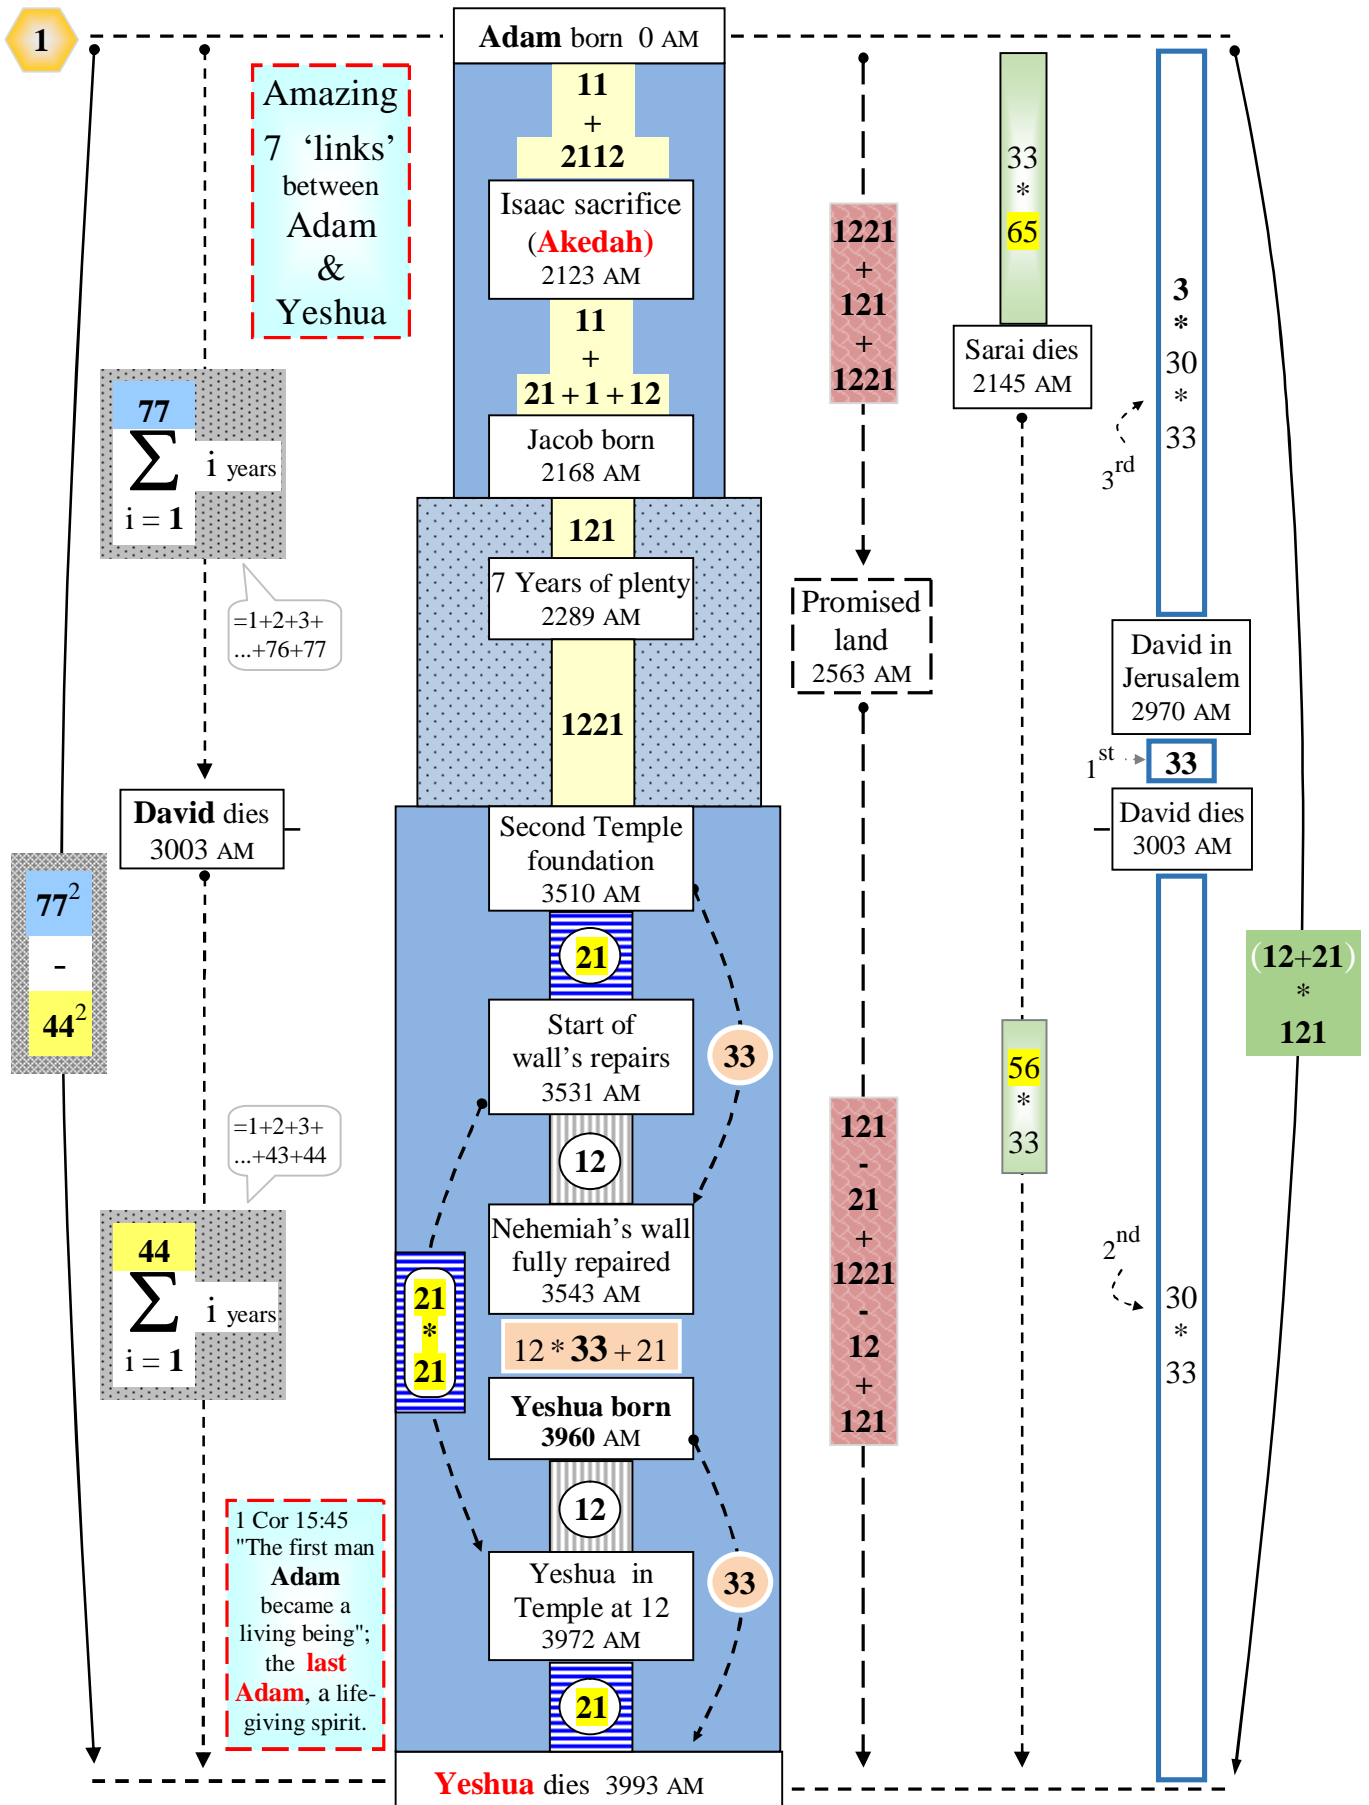 1
Adam born 0 AM
Amazing
7 ‘links’
between
Adam
&
Yeshua
77
∑ i years
i = 1
=1+2+3+
...+76+77
David dies
3003 AM
77²
-
44²
=1+2+3+
...+43+44
44
∑ i years
i = 1
1 Cor 15:45
"The first man
Adam
became a
living being";
the last
Adam, a life-
giving spirit.
11
+
2112
Isaac sacrifice
(Akedah)
2123 AM
11
+
21 + 1 + 12
Jacob born
2168 AM
121
7 Years of plenty
2289 AM
1221
Second Temple
foundation
3510 AM
21
Start of
wall’s repairs
3531 AM
33
12
Nehemiah’s wall
fully repaired
3543 AM
21
*
21
12 * 33 + 21
Yeshua born
3960 AM
12
Yeshua in
Temple at 12
3972 AM
33
21
Yeshua dies 3993 AM
1221
+
121
+
1221
Promised
land
2563 AM
121
-
21
+
1221
-
12
+
121
33
*
65
Sarai dies
2145 AM
56
*
33
3
*
30
*
33
3rd
David in
Jerusalem
2970 AM
1st
33
David dies
3003 AM
2nd
30
*
33
(12+21)
*
121